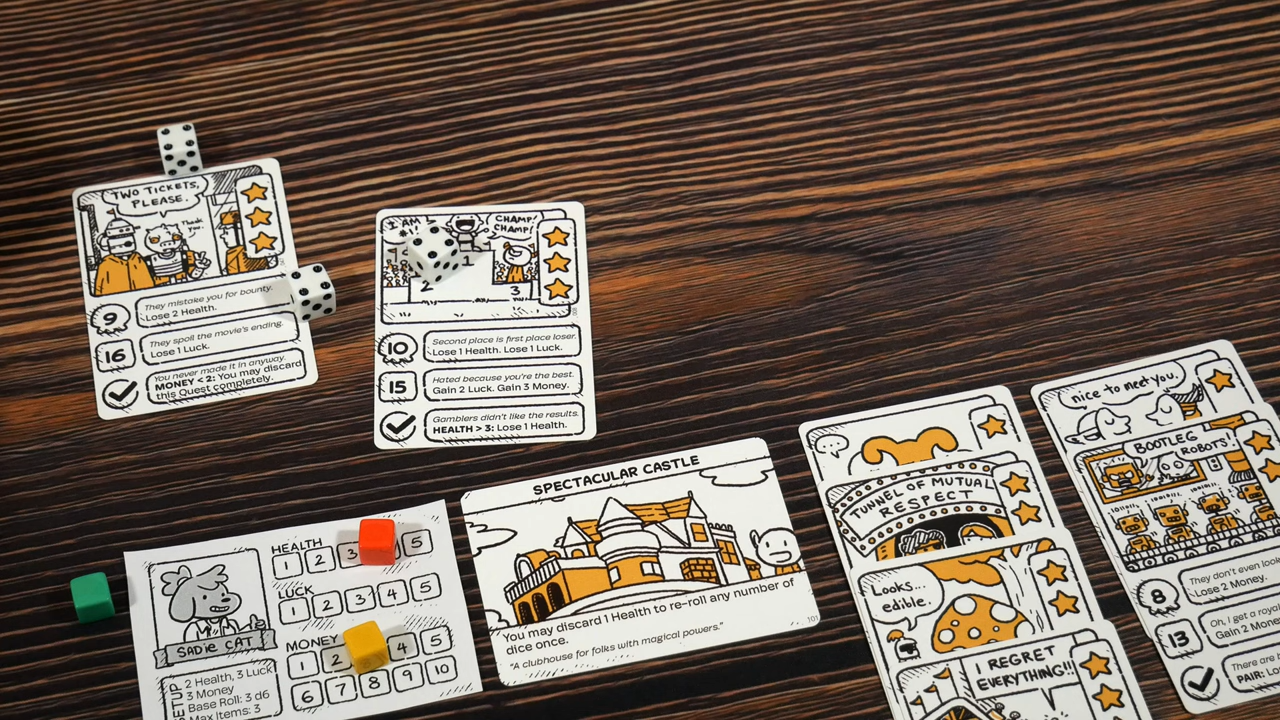 TWO TICKETS,
PLEASE.
Thank
you.
9
They mistake you for bounty.
Lose 2 Health.
16
They spoil the movie's ending.
Lose 1 Luck.
You never made it in anyway.
MONEY < 2: You may discard
this Quest completely.
I AM
CHAMP!
CHAMP!
1
2
3
10
Second place is first place loser.
Lose 1 Health. Lose 1 Luck.
15
Hated because you're the best.
Gain 2 Luck. Gain 3 Money.
Gamblers didn't like the results.
HEALTH > 3: Lose 1 Health.
SADIE CAT
SETUP
2 Health, 3 Luck
3 Money
Base Roll: 3 d6
Max Items: 3
HEALTH
1 2 3 5
LUCK
1 2 3 4 5
MONEY
1 2 4 5
6 7 8 9 10
SPECTACULAR CASTLE
You may discard 1 Health to re-roll any number of
dice once.
"A clubhouse for folks with magical powers."
101
TUNNEL OF MUTUAL
RESPECT
Looks...
edible.
I REGRET
EVERYTHING!!
nice to meet you.
BOOTLEG
ROBOTS!
8
They don't even look
Lose 2 Money.
13
Oh, I get a royal
Gain 2 Mone
There are
PAIR: Lo